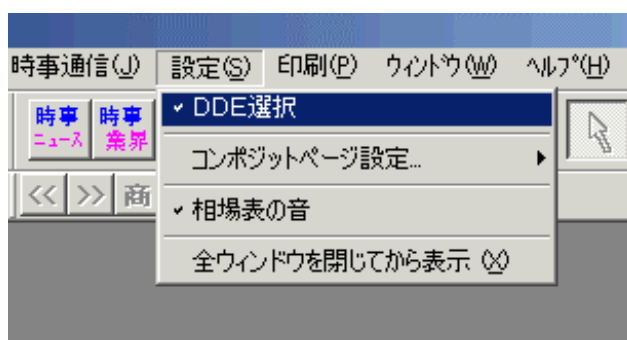 時事通信(J) 設定(S) 印刷(P) ウィンドウ(W) ヘルプ(H)
時事 ニュース
時事 業界
✓ DDE選択
コンポジットページ設定...
✓ 相場表の音
全ウィンドウを閉じてから表示 (X)
<< >> 商